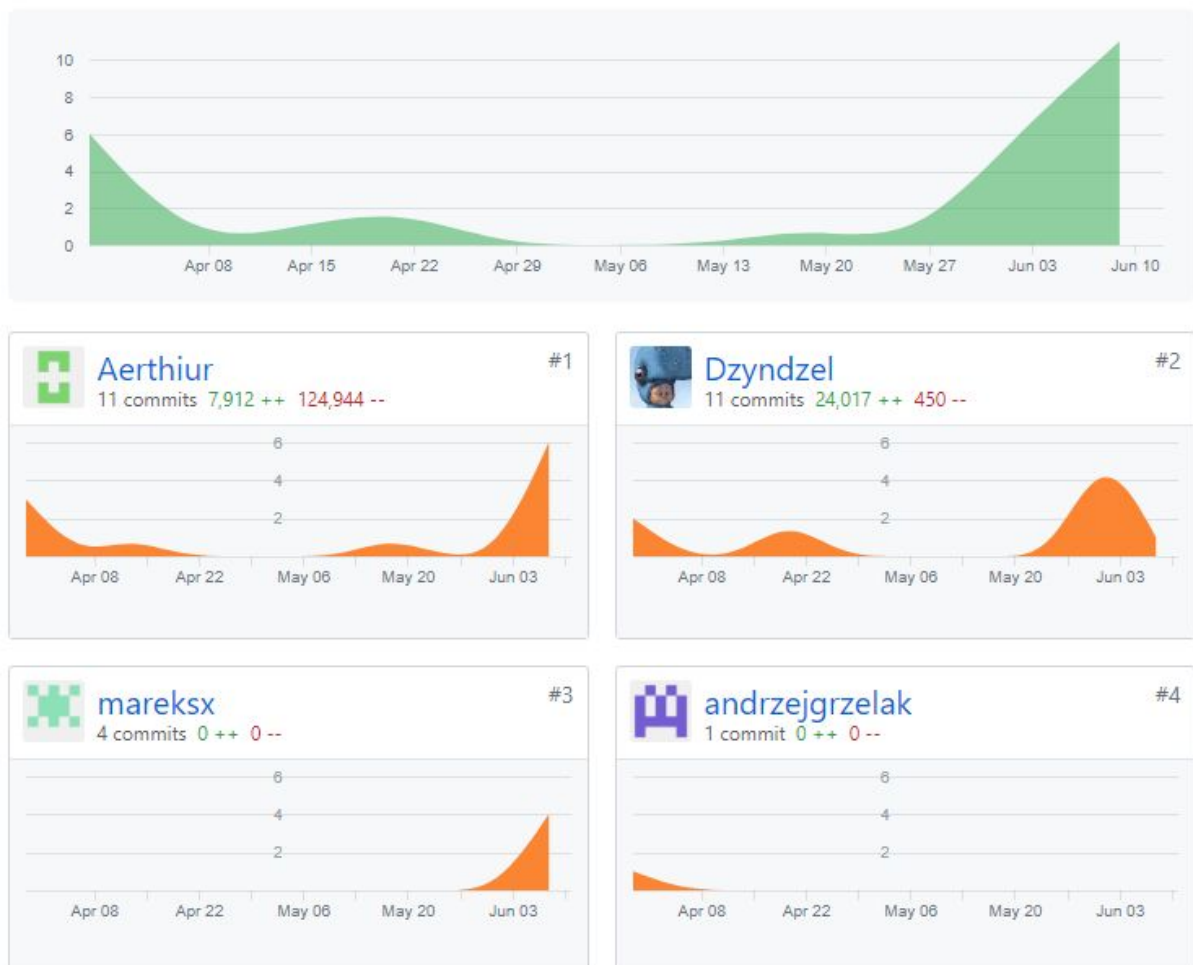 10
8
6
4
2
0
Apr 08 Apr 15 Apr 22 Apr 29 May 06 May 13 May 20 May 27 Jun 03 Jun 10
Aerthiur #1
11 commits 7,912 ++ 124,944 --
6
4
2
Apr 08 Apr 22 May 06 May 20 Jun 03
Dzyndzel #2
11 commits 24,017 ++ 450 --
6
4
2
Apr 08 Apr 22 May 06 May 20 Jun 03
mareksx #3
4 commits 0 ++ 0 --
6
4
2
Apr 08 Apr 22 May 06 May 20 Jun 03
andrzejgrzelak #4
1 commit 0 ++ 0 --
6
4
2
Apr 08 Apr 22 May 06 May 20 Jun 03